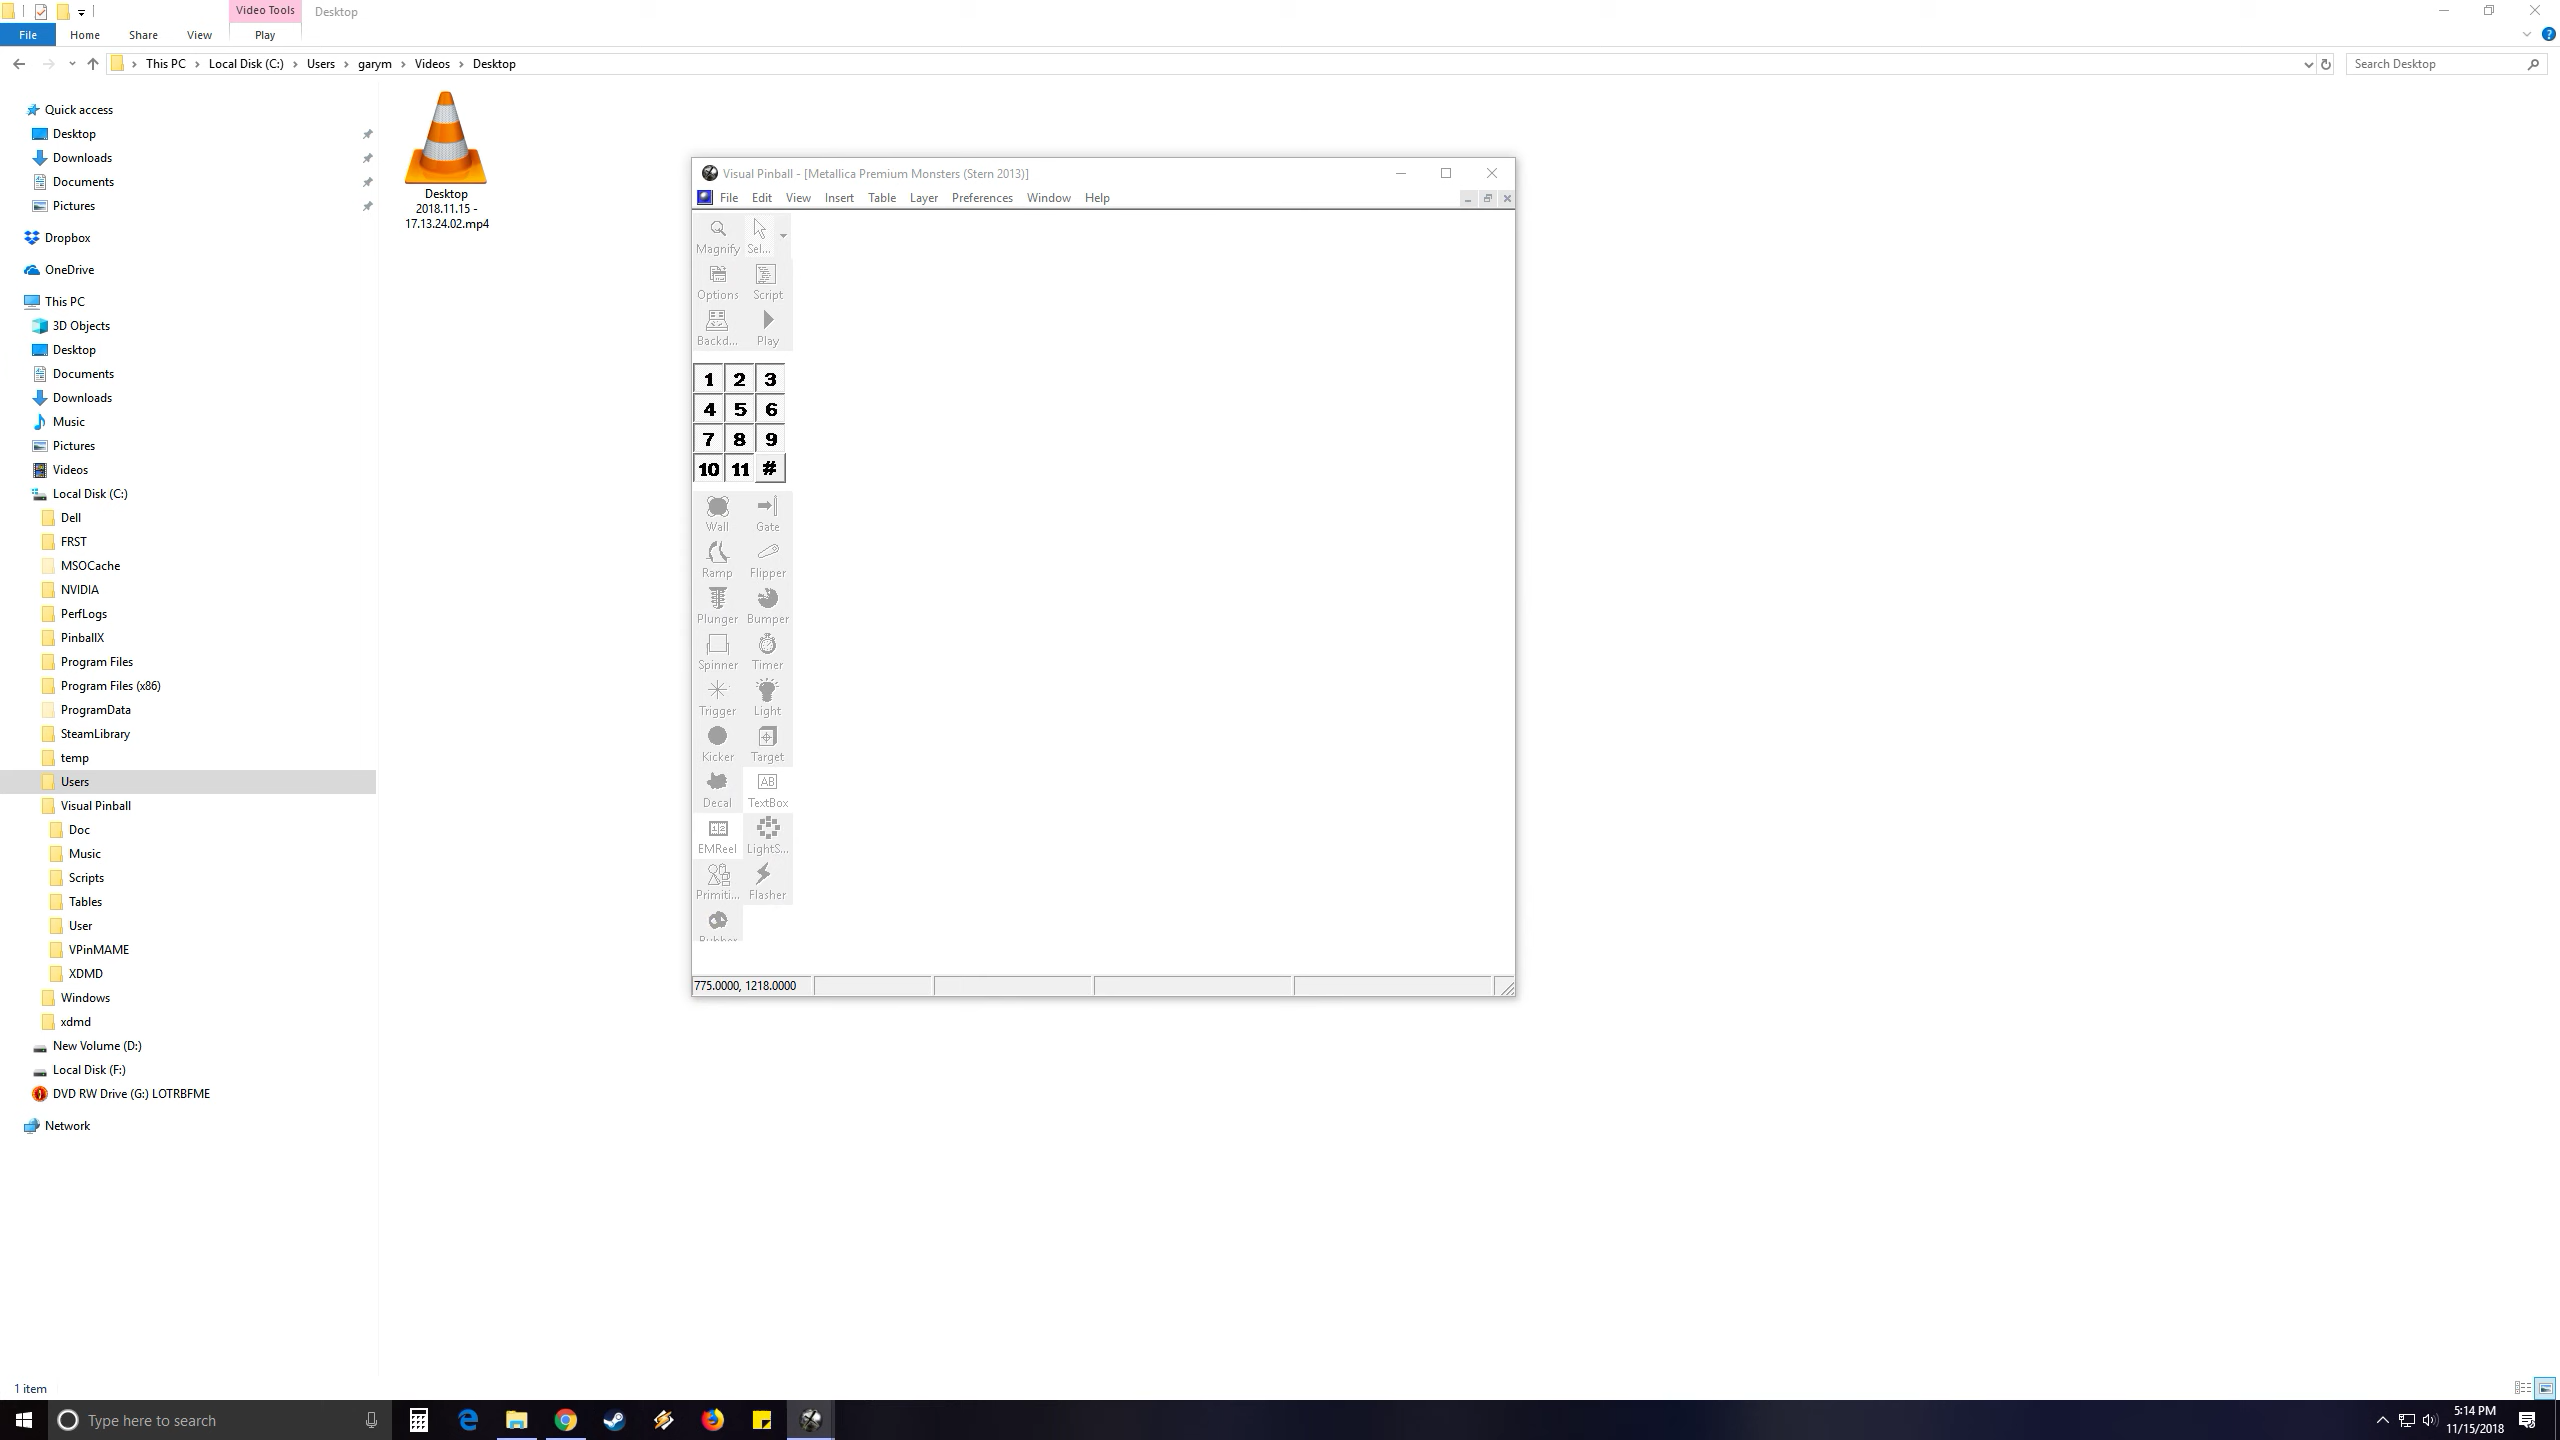 Video Tools
Desktop
File
Home
Share
View
Play
This PC
Local Disk (C:)
Users
garym
Videos
Desktop
Search Desktop
Quick access
Desktop
Downloads
Documents
Pictures
Dropbox
OneDrive
This PC
3D Objects
Desktop
Documents
Downloads
Music
Pictures
Videos
Local Disk (C:)
Dell
FRST
MSOCache
NVIDIA
PerfLogs
PinballX
Program Files
Program Files (x86)
ProgramData
SteamLibrary
temp
Users
Visual Pinball
Doc
Music
Scripts
Tables
User
VPinMAME
XDMD
Windows
xdmd
New Volume (D:)
Local Disk (F:)
DVD RW Drive (G:) LOTRBFME
Network
Desktop
2018.11.15 -
17.13.24.02.mp4
Visual Pinball - [Metallica Premium Monsters (Stern 2013)]
File Edit View Insert Table Layer Preferences Window Help
Magnify Sel...
Options Script
Backd... Play
1 2 3
4 5 6
7 8 9
10 11 #
Wall Gate
Ramp Flipper
Plunger Bumper
Spinner Timer
Trigger Light
Kicker Target
AB
Decal TextBox
EMReel LightS...
Primiti... Flasher
Rubber
775.0000, 1218.0000
1 item
Type here to search
5:14 PM
11/15/2018